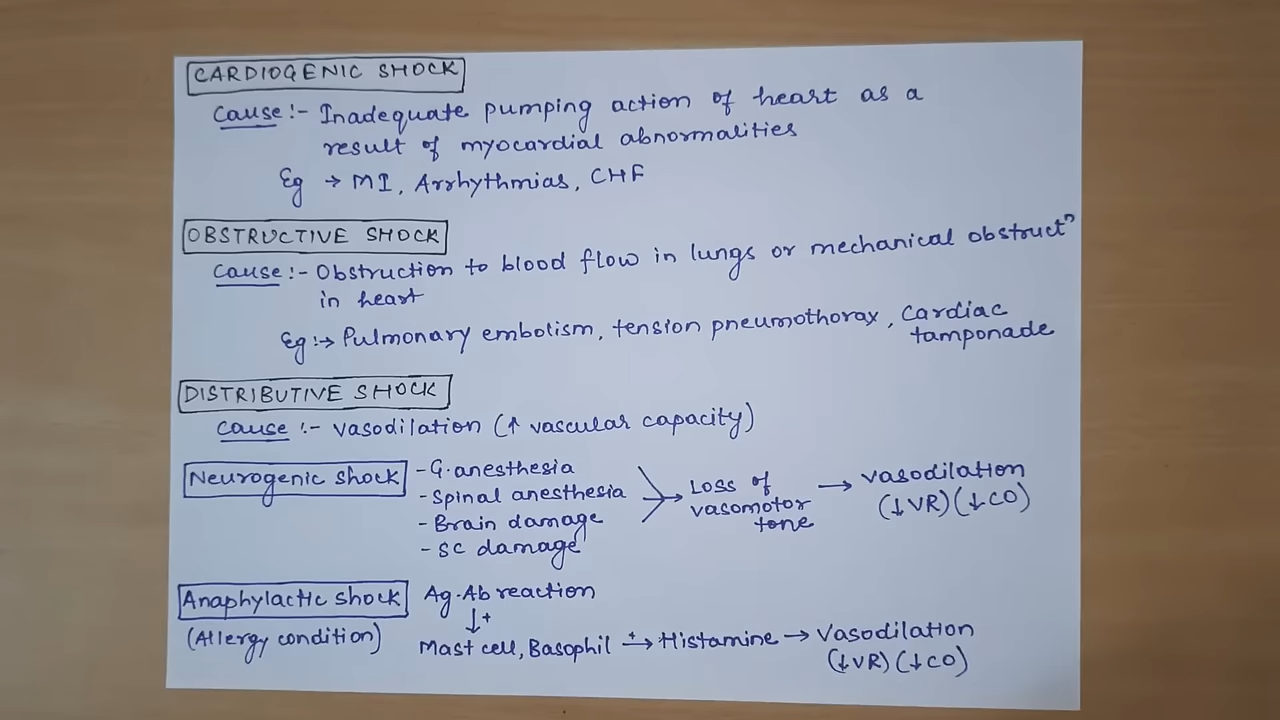 CARDIOGENIC SHOCK
Cause :- Inadequate pumping action of heart as a
result of myocardial abnormalities
Eg → MI, Arrhythmias, CHF
OBSTRUCTIVE SHOCK
Cause :- Obstruction to blood flow in lungs or mechanical obstructⁿ
in heart
Eg :→ Pulmonary embolism, tension pneumothorax, cardiac
tamponade
DISTRIBUTIVE SHOCK
Cause :- Vasodilation (↑ vascular capacity)
Neurogenic shock
- G. anesthesia
- Spinal anesthesia
- Brain damage
- SC damage
→ Loss of
vasomotor
tone
→ Vasodilation
(↓VR) (↓CO)
Anaphylactic shock
(Allergy condition)
Ag-Ab reaction
↓+
Mast cell, Basophil +→ Histamine → Vasodilation
(↓VR) (↓CO)